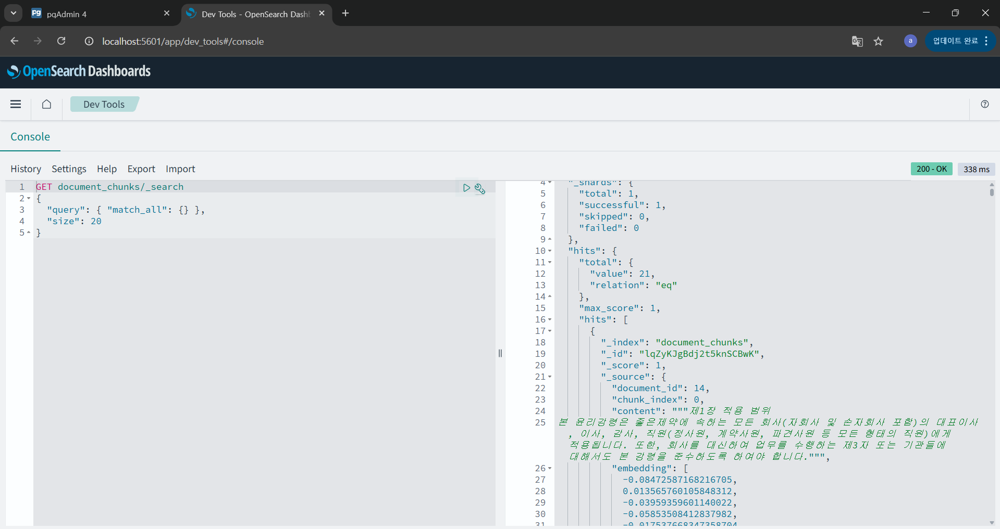 pgAdmin 4
Dev Tools - OpenSearch Dashb
localhost:5601/app/dev_tools#/console
a
업데이트 완료
OpenSearch Dashboards
Dev Tools
Console
History Settings Help Export Import
200 - OK 338 ms
1 GET document_chunks/_search
2 {
3 "query": { "match_all": {} },
4 "size": 20
5 }
4 "_shards": {
5 "total": 1,
6 "successful": 1,
7 "skipped": 0,
8 "failed": 0
9 },
10 "hits": {
11 "total": {
12 "value": 21,
13 "relation": "eq"
14 },
15 "max_score": 1,
16 "hits": [
17 {
18 "_index": "document_chunks",
19 "_id": "lqZyKJgBdj2t5knSCBwK",
20 "_score": 1,
21 "_source": {
22 "document_id": 14,
23 "chunk_index": 0,
24 "content": """제1장 적용 범위
25 본 윤리강령은 좋은제약에 속하는 모든 회사(자회사 및 손자회사 포함)의 대표이사
, 이사, 감사, 직원(정사원, 계약사원, 파견사원 등 모든 형태의 직원)에게
적용됩니다. 또한, 회사를 대신하여 업무를 수행하는 제3자 또는 기관들에
대해서도 본 강령을 준수하도록 하여야 합니다.""",
26 "embedding": [
27 -0.08472587168216705,
28 0.013565760105848312,
29 -0.03959359601140022,
30 -0.05853508412837982,
31 -0.017537668347358704